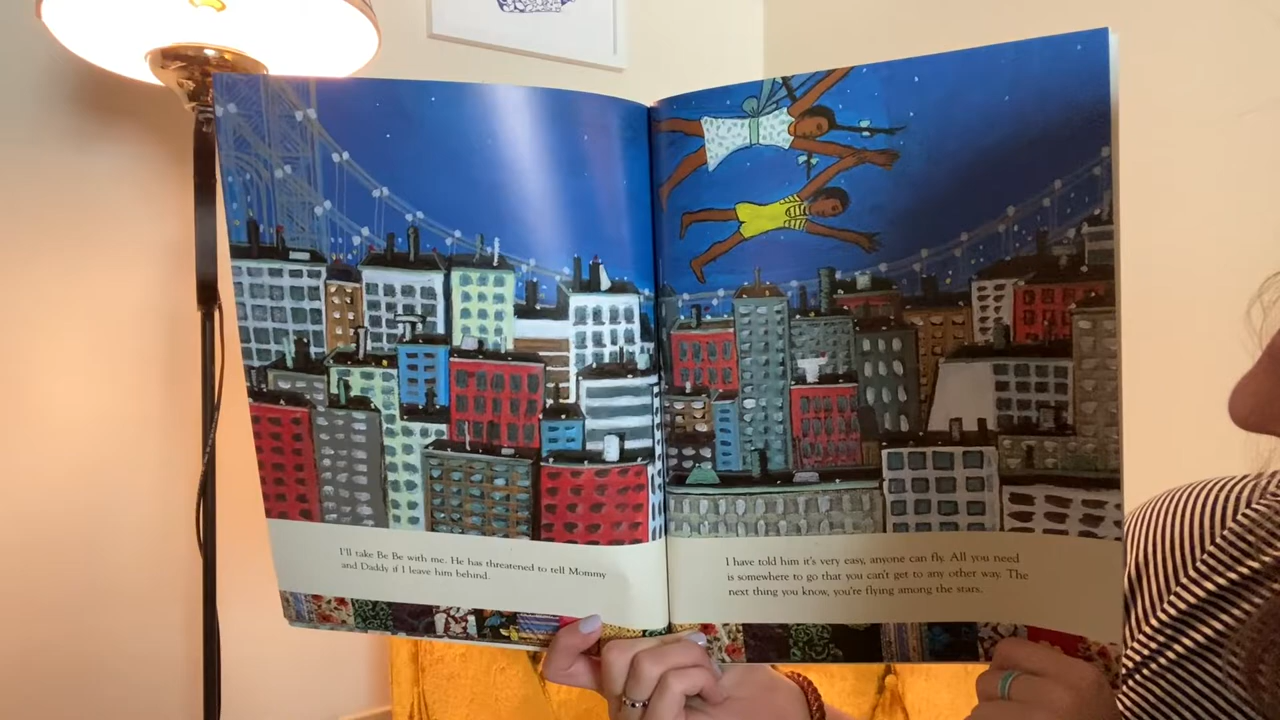 I'll take Be Be with me. He has threatened to tell Mommy
and Daddy if I leave him behind.
I have told him it's very easy, anyone can fly. All you need
is somewhere to go that you can't get to any other way. The
next thing you know, you're flying among the stars.